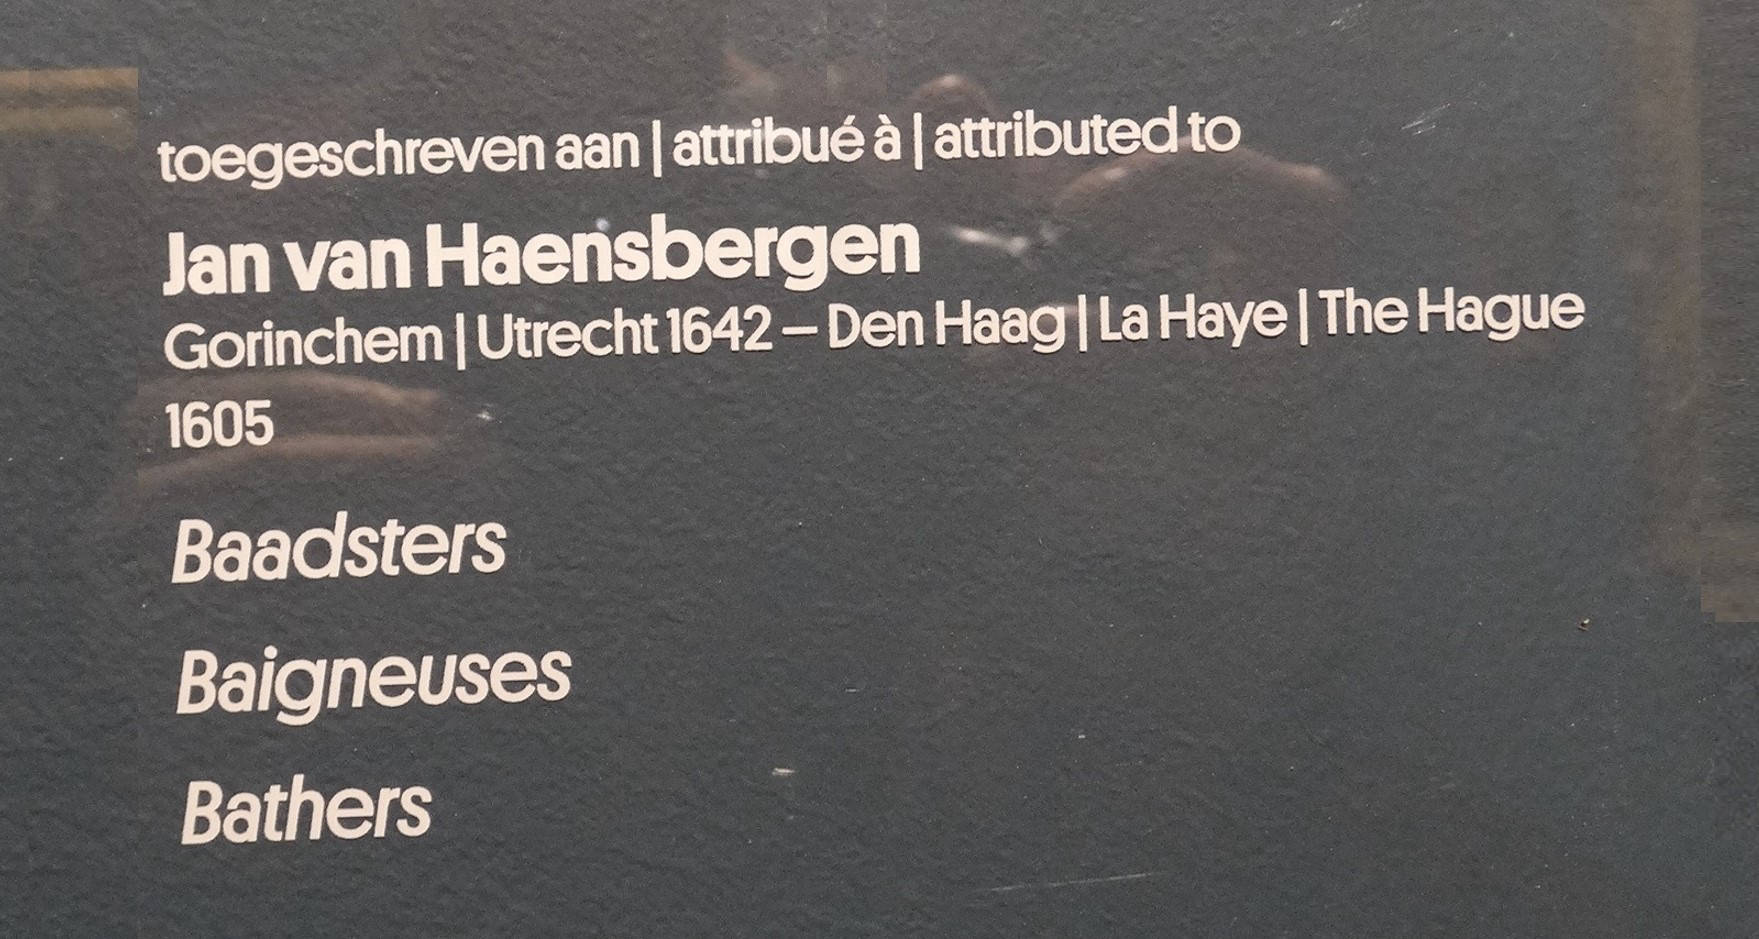 toegeschreven aan | attribué à | attributed to
Jan van Haensbergen
Gorinchem | Utrecht 1642 – Den Haag | La Haye | The Hague
1605
Baadsters
Baigneuses
Bathers